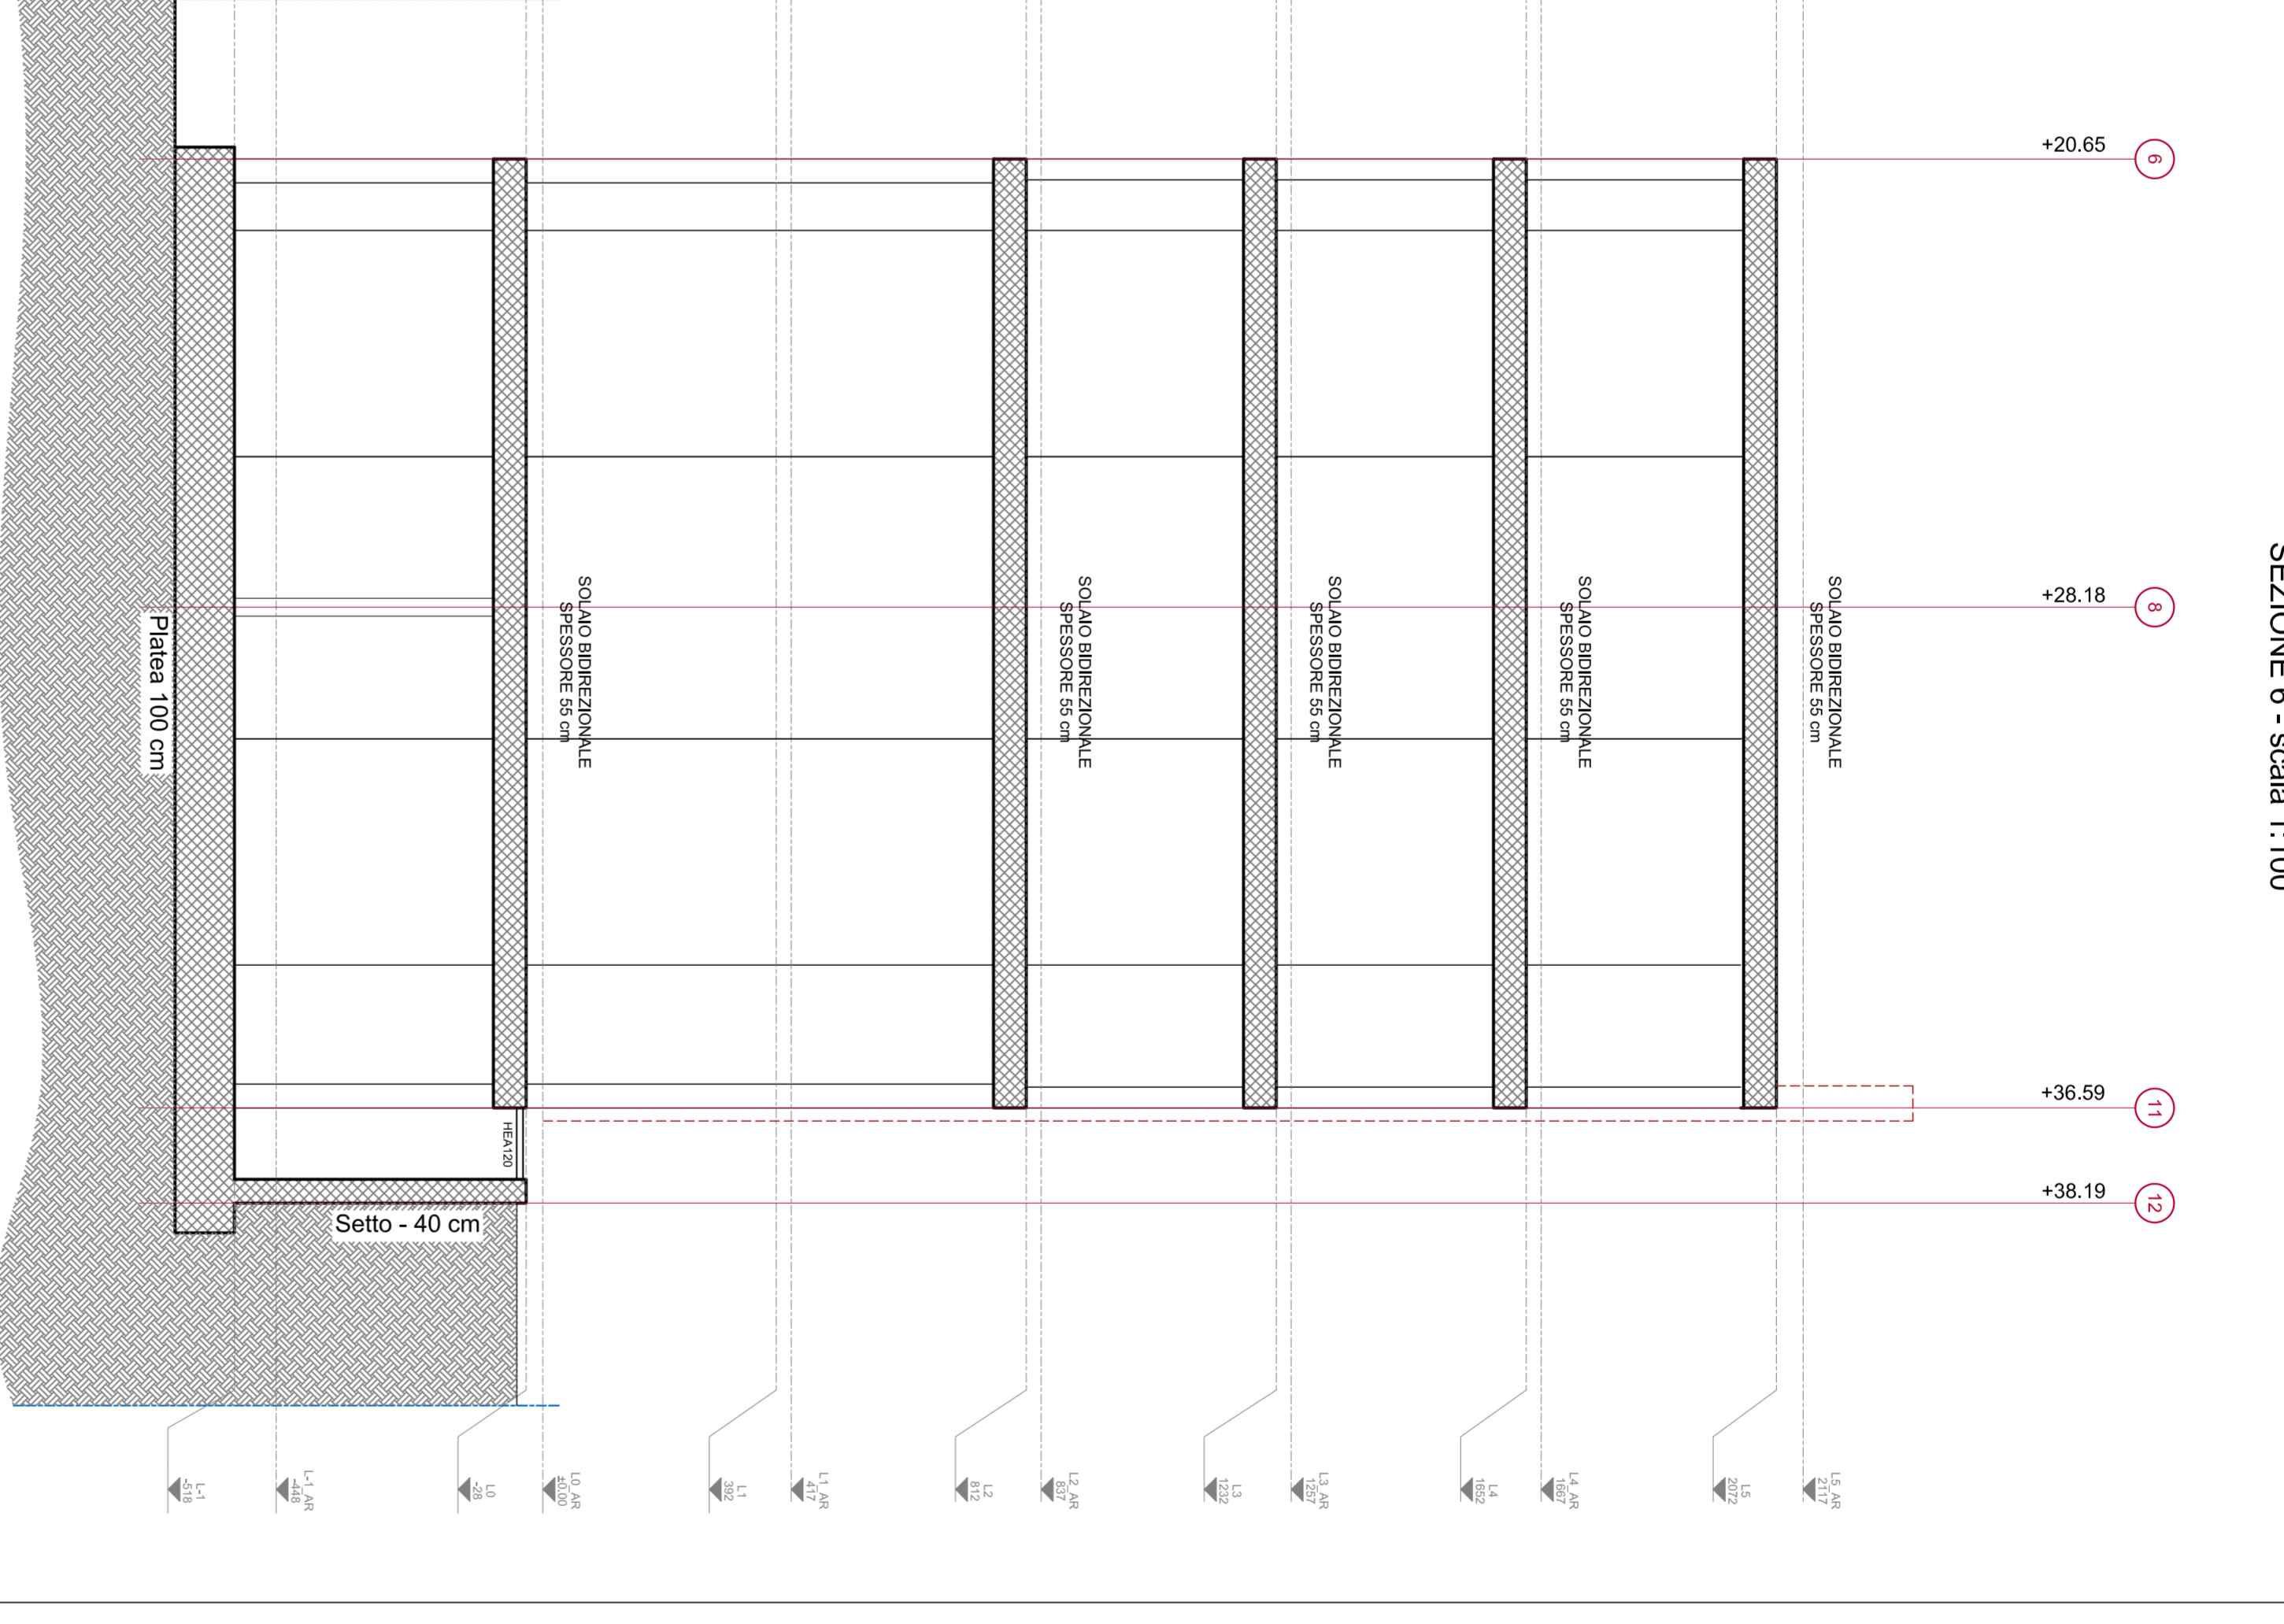 SEZIONE 6 - scala 1:100
+20.65
6
+28.18
8
+36.59
11
+38.19
12
SOLAIO BIDIREZIONALE
SPESSORE 55 cm
SOLAIO BIDIREZIONALE
SPESSORE 55 cm
SOLAIO BIDIREZIONALE
SPESSORE 55 cm
SOLAIO BIDIREZIONALE
SPESSORE 55 cm
SOLAIO BIDIREZIONALE
SPESSORE 55 cm
Platea 100 cm
HEA120
Setto - 40 cm
L5_AR
2117
L5
2072
L4_AR
1667
L4
1652
L3_AR
1257
L3
1232
L2_AR
837
L2
812
L1_AR
417
L1
392
L0_AR
±0.00
L0
-28
L-1_AR
-448
L-1
-518